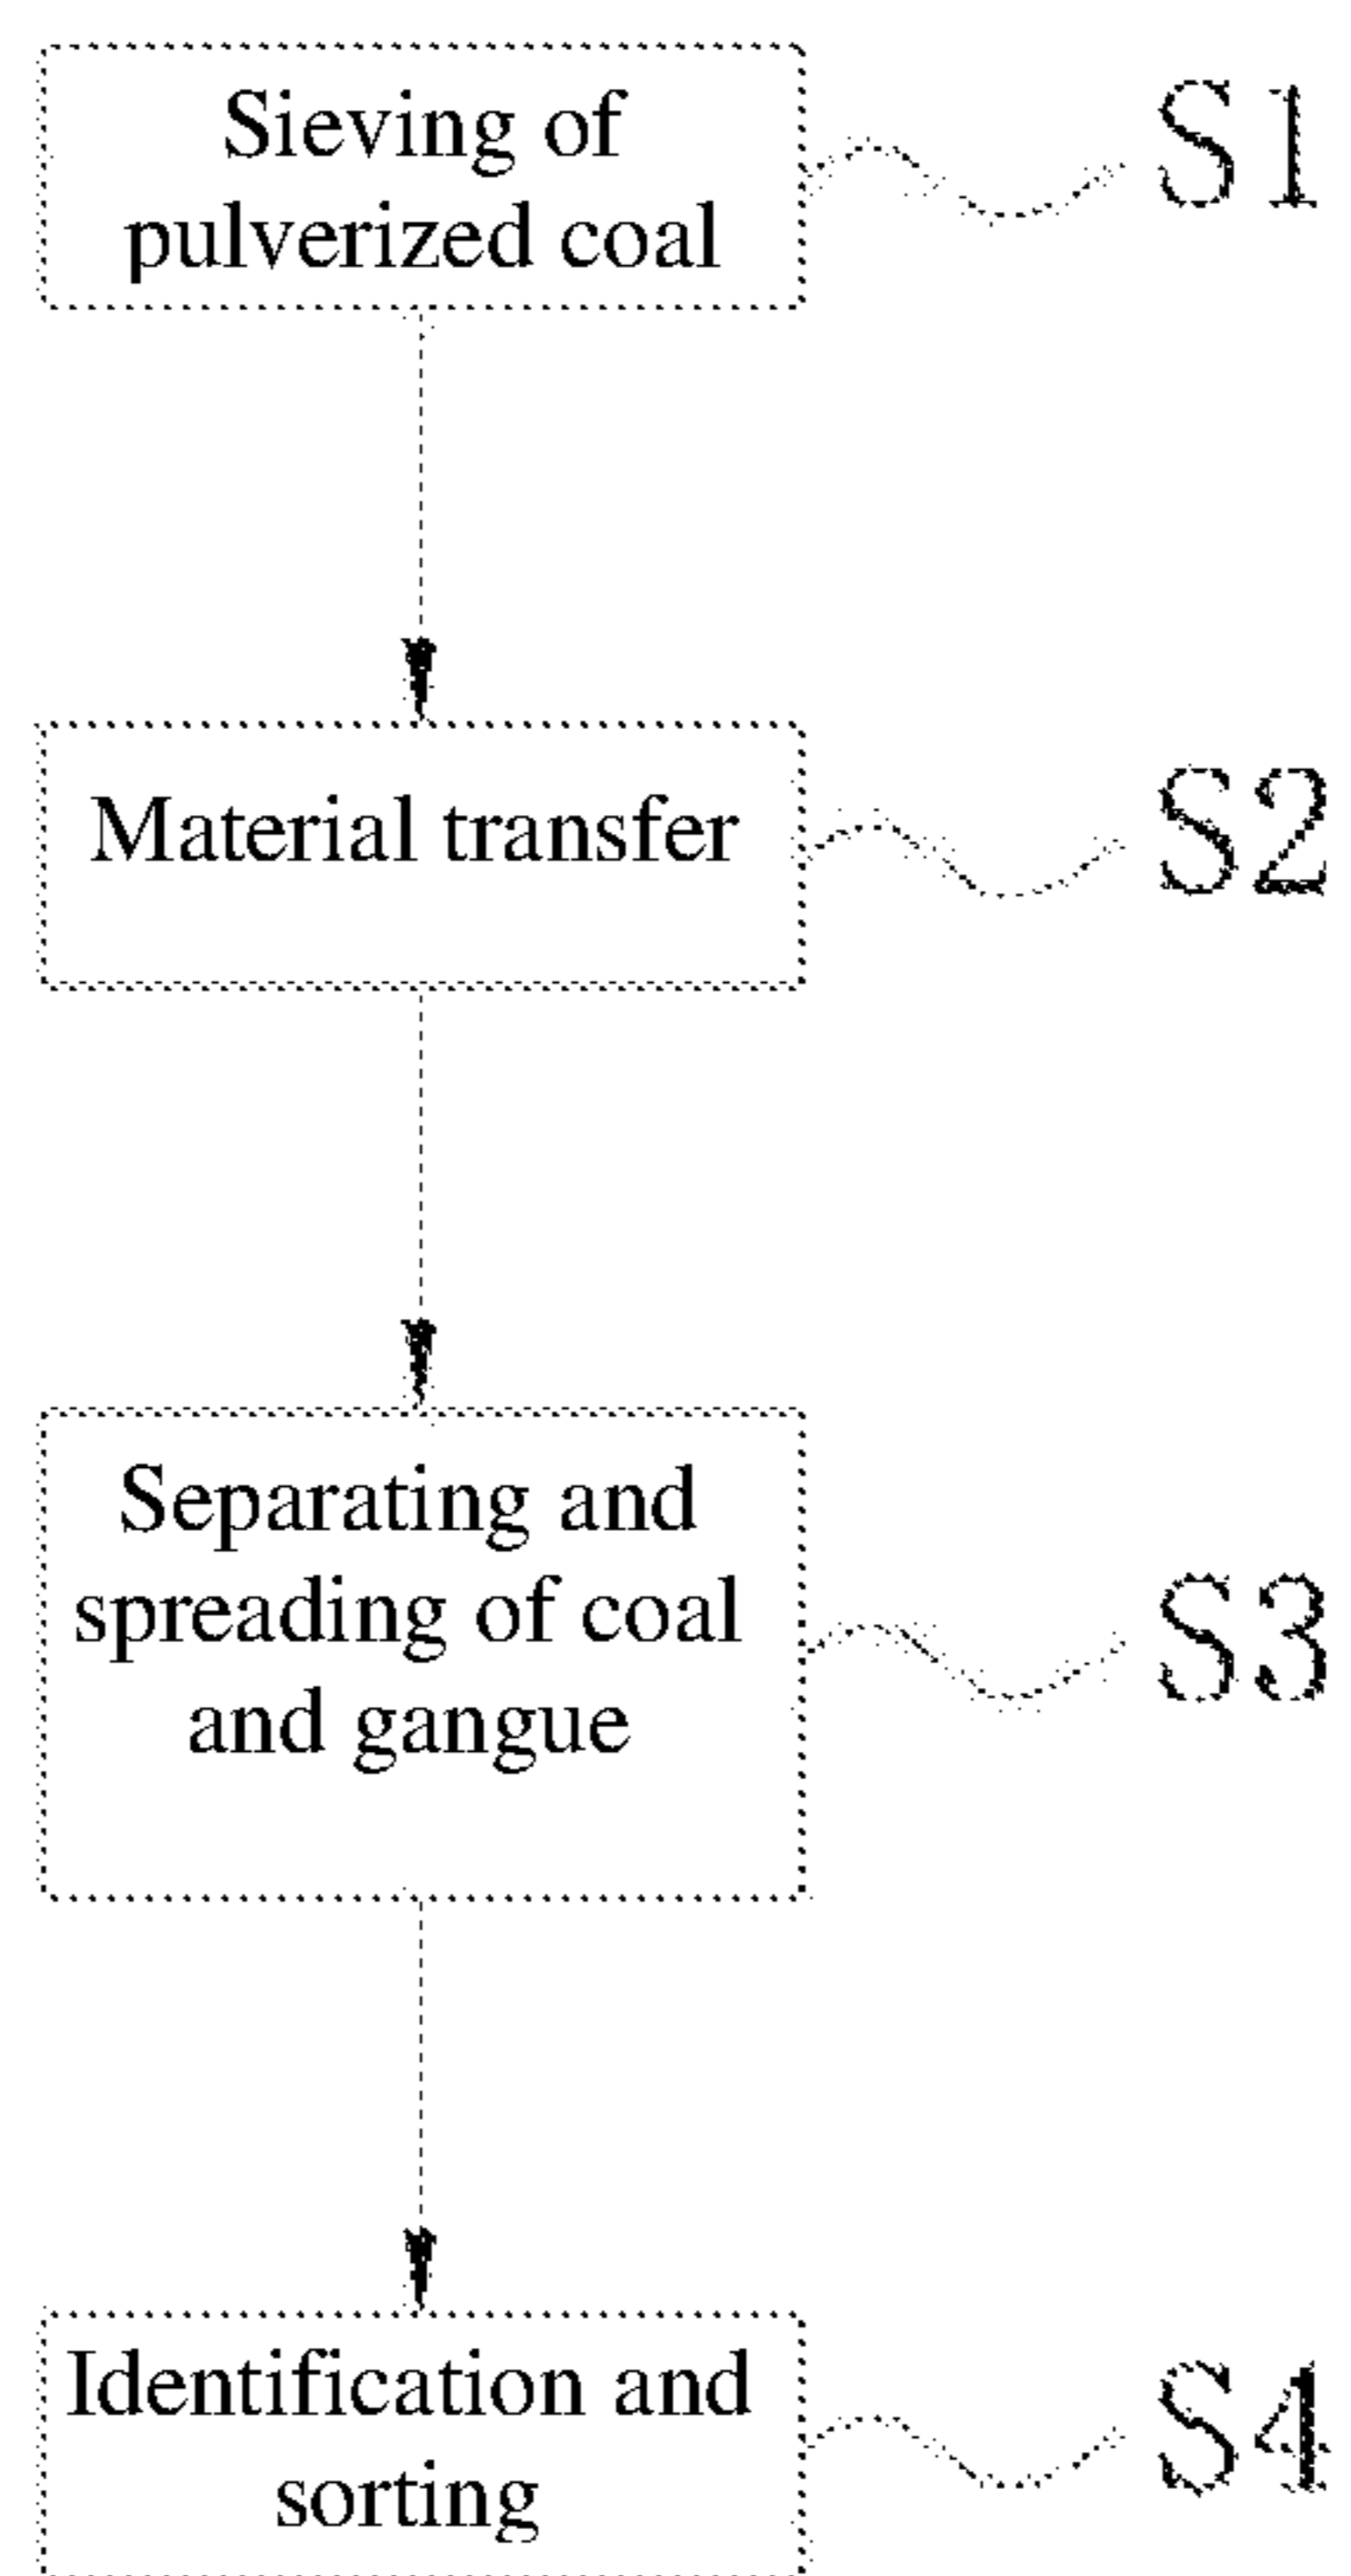 Sieving of
pulverized coal
S1
Material transfer
S2
Separating and
spreading of coal
and gangue
S3
Identification and
sorting
S4